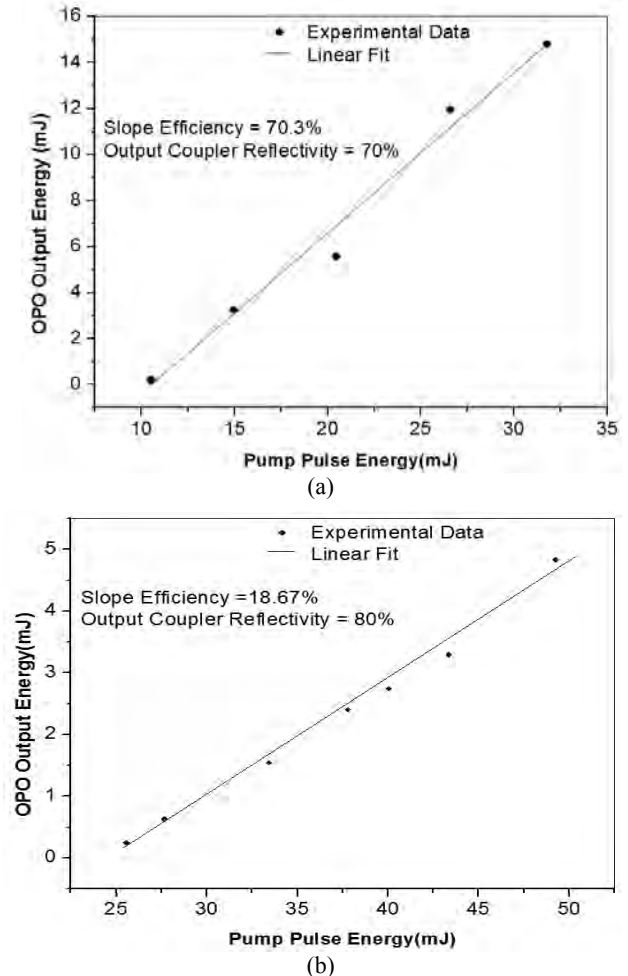 16
14
12
10
8
6
4
2
0
OPO Output Energy (mJ)
Experimental Data
Linear Fit
Slope Efficiency = 70.3%
Output Coupler Reflectivity = 70%
10 15 20 25 30 35
Pump Pulse Energy(mJ)
(a)
5
4
3
2
1
0
OPO Output Energy(mJ)
Experimental Data
Linear Fit
Slope Efficiency =18.67%
Output Coupler Reflectivity = 80%
25 30 35 40 45 50
Pump Pulse Energy(mJ)
(b)